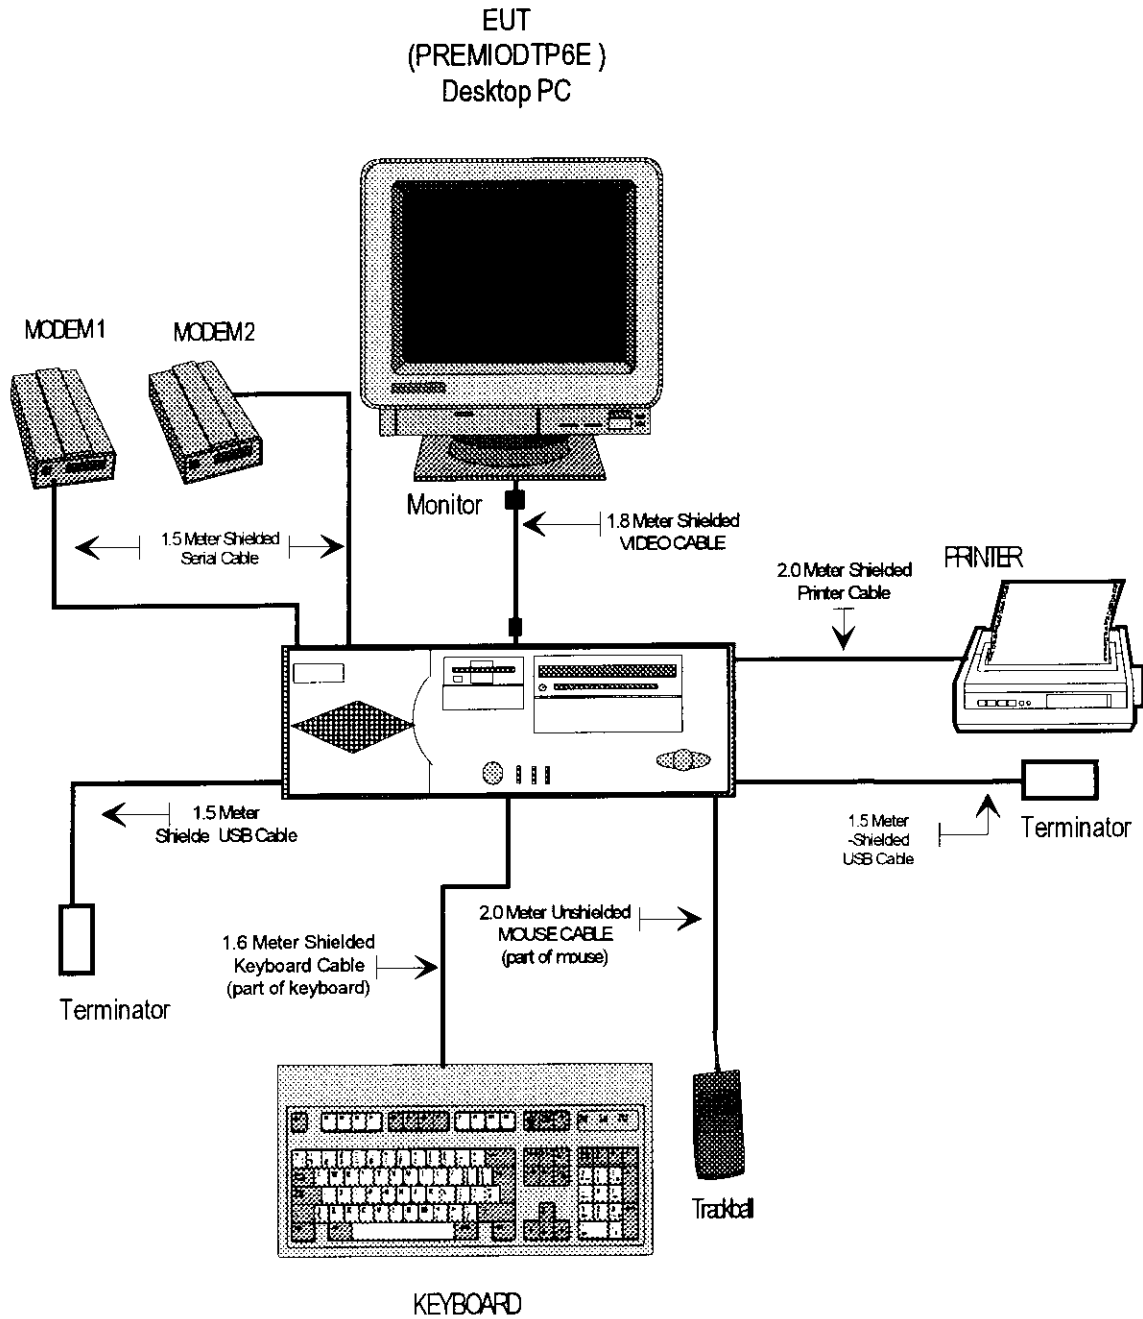 EUT
(PREMIODTP6E )
Desktop PC
MODEM 1
MODEM 2
Monitor
1.5 Meter Shielded
Serial Cable
1.8 Meter Shielded
VIDEO CABLE
2.0 Meter Shielded
Printer Cable
PRINTER
1.5 Meter
Shielde USB Cable
1.5 Meter
-Shielded
USB Cable
Terminator
2.0 Meter Unshielded
MOUSE CABLE
(part of mouse)
1.6 Meter Shielded
Keyboard Cable
(part of keyboard)
Terminator
Trackball
KEYBOARD